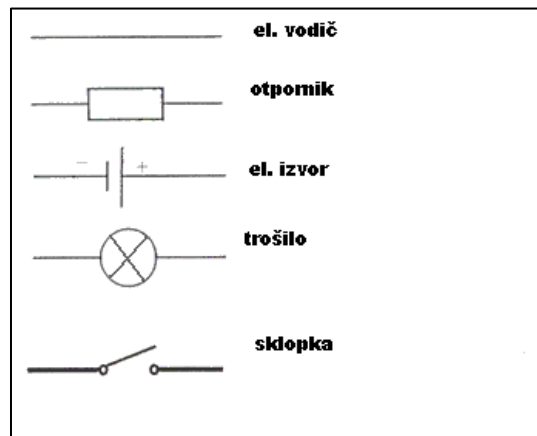 el. vodič
otpornik
- +
el. izvor
trošilo
sklopka